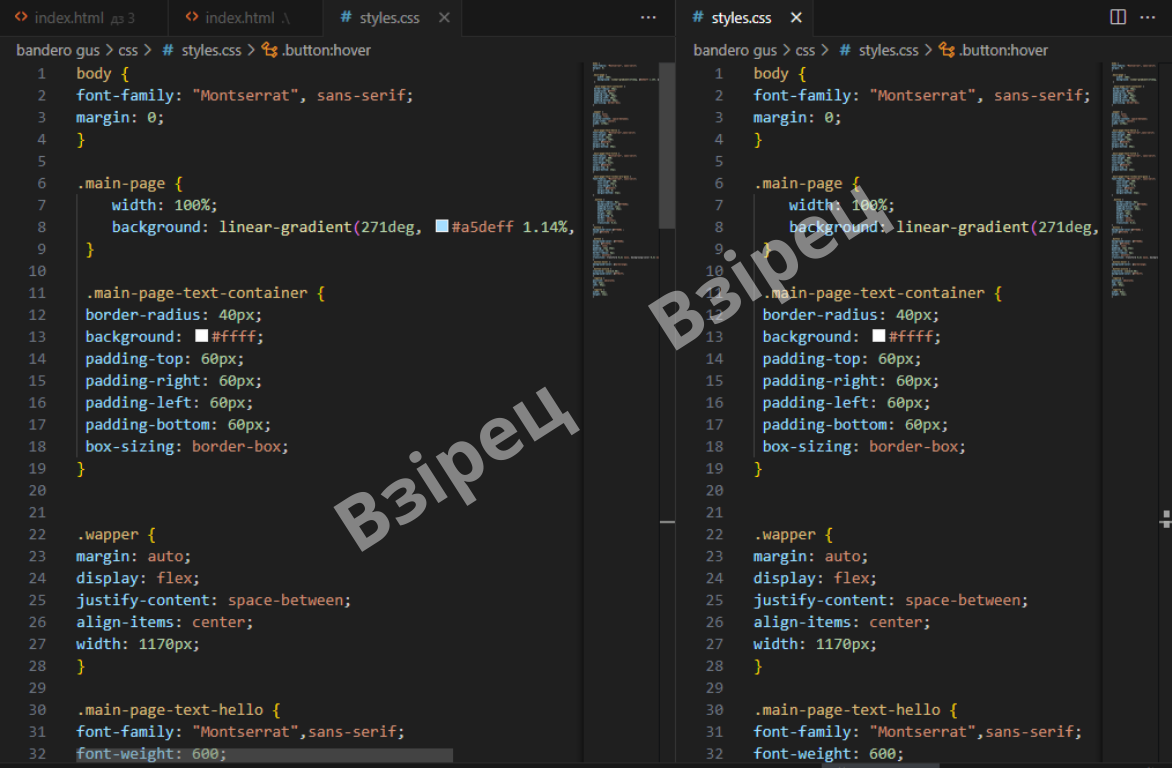 index.html дз 3
index.html .\
# styles.css
bandero gus > css > # styles.css > .button:hover
1 body {
2 font-family: "Montserrat", sans-serif;
3 margin: 0;
4 }
5
6 .main-page {
7 width: 100%;
8 background: linear-gradient(271deg, #a5deff 1.14%,
9 }
10
11 .main-page-text-container {
12 border-radius: 40px;
13 background: #ffff;
14 padding-top: 60px;
15 padding-right: 60px;
16 padding-left: 60px;
17 padding-bottom: 60px;
18 box-sizing: border-box;
19 }
20
21
22 .wapper {
23 margin: auto;
24 display: flex;
25 justify-content: space-between;
26 align-items: center;
27 width: 1170px;
28 }
29
30 .main-page-text-hello {
31 font-family: "Montserrat",sans-serif;
32 font-weight: 600;
Взірец
# styles.css
bandero gus > css > # styles.css > .button:hover
1 body {
2 font-family: "Montserrat", sans-serif;
3 margin: 0;
4 }
5
6 .main-page {
7 width: 100%;
8 background: linear-gradient(271deg,
9 }
10
11 .main-page-text-container {
12 border-radius: 40px;
13 background: #ffff;
14 padding-top: 60px;
15 padding-right: 60px;
16 padding-left: 60px;
17 padding-bottom: 60px;
18 box-sizing: border-box;
19 }
20
21
22 .wapper {
23 margin: auto;
24 display: flex;
25 justify-content: space-between;
26 align-items: center;
27 width: 1170px;
28 }
29
30 .main-page-text-hello {
31 font-family: "Montserrat",sans-serif;
32 font-weight: 600;
Взірец